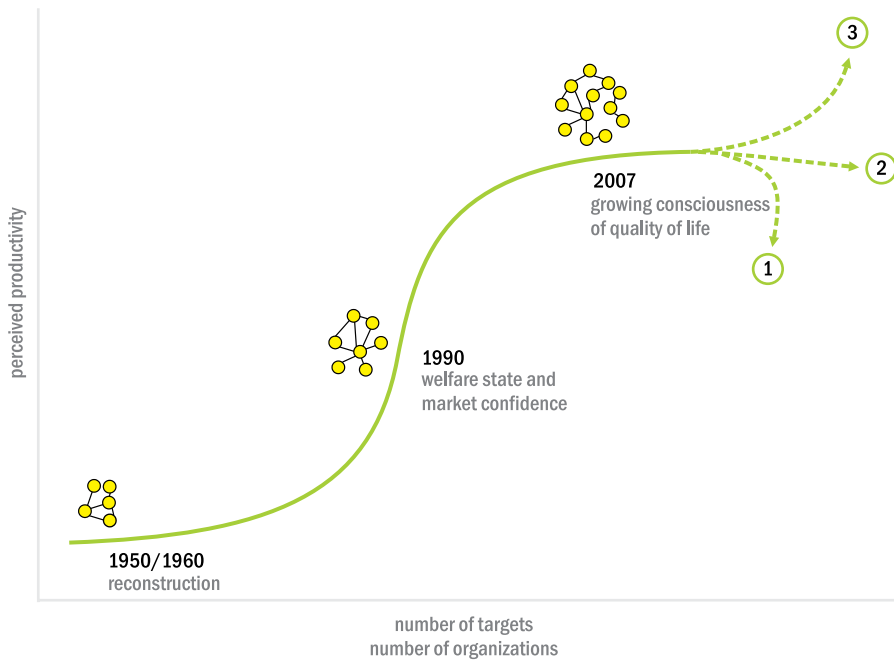 3
2
2007
growing consciousness
of quality of life
1
perceived productivity
1990
welfare state and
market confidence
1950/1960
reconstruction
number of targets
number of organizations